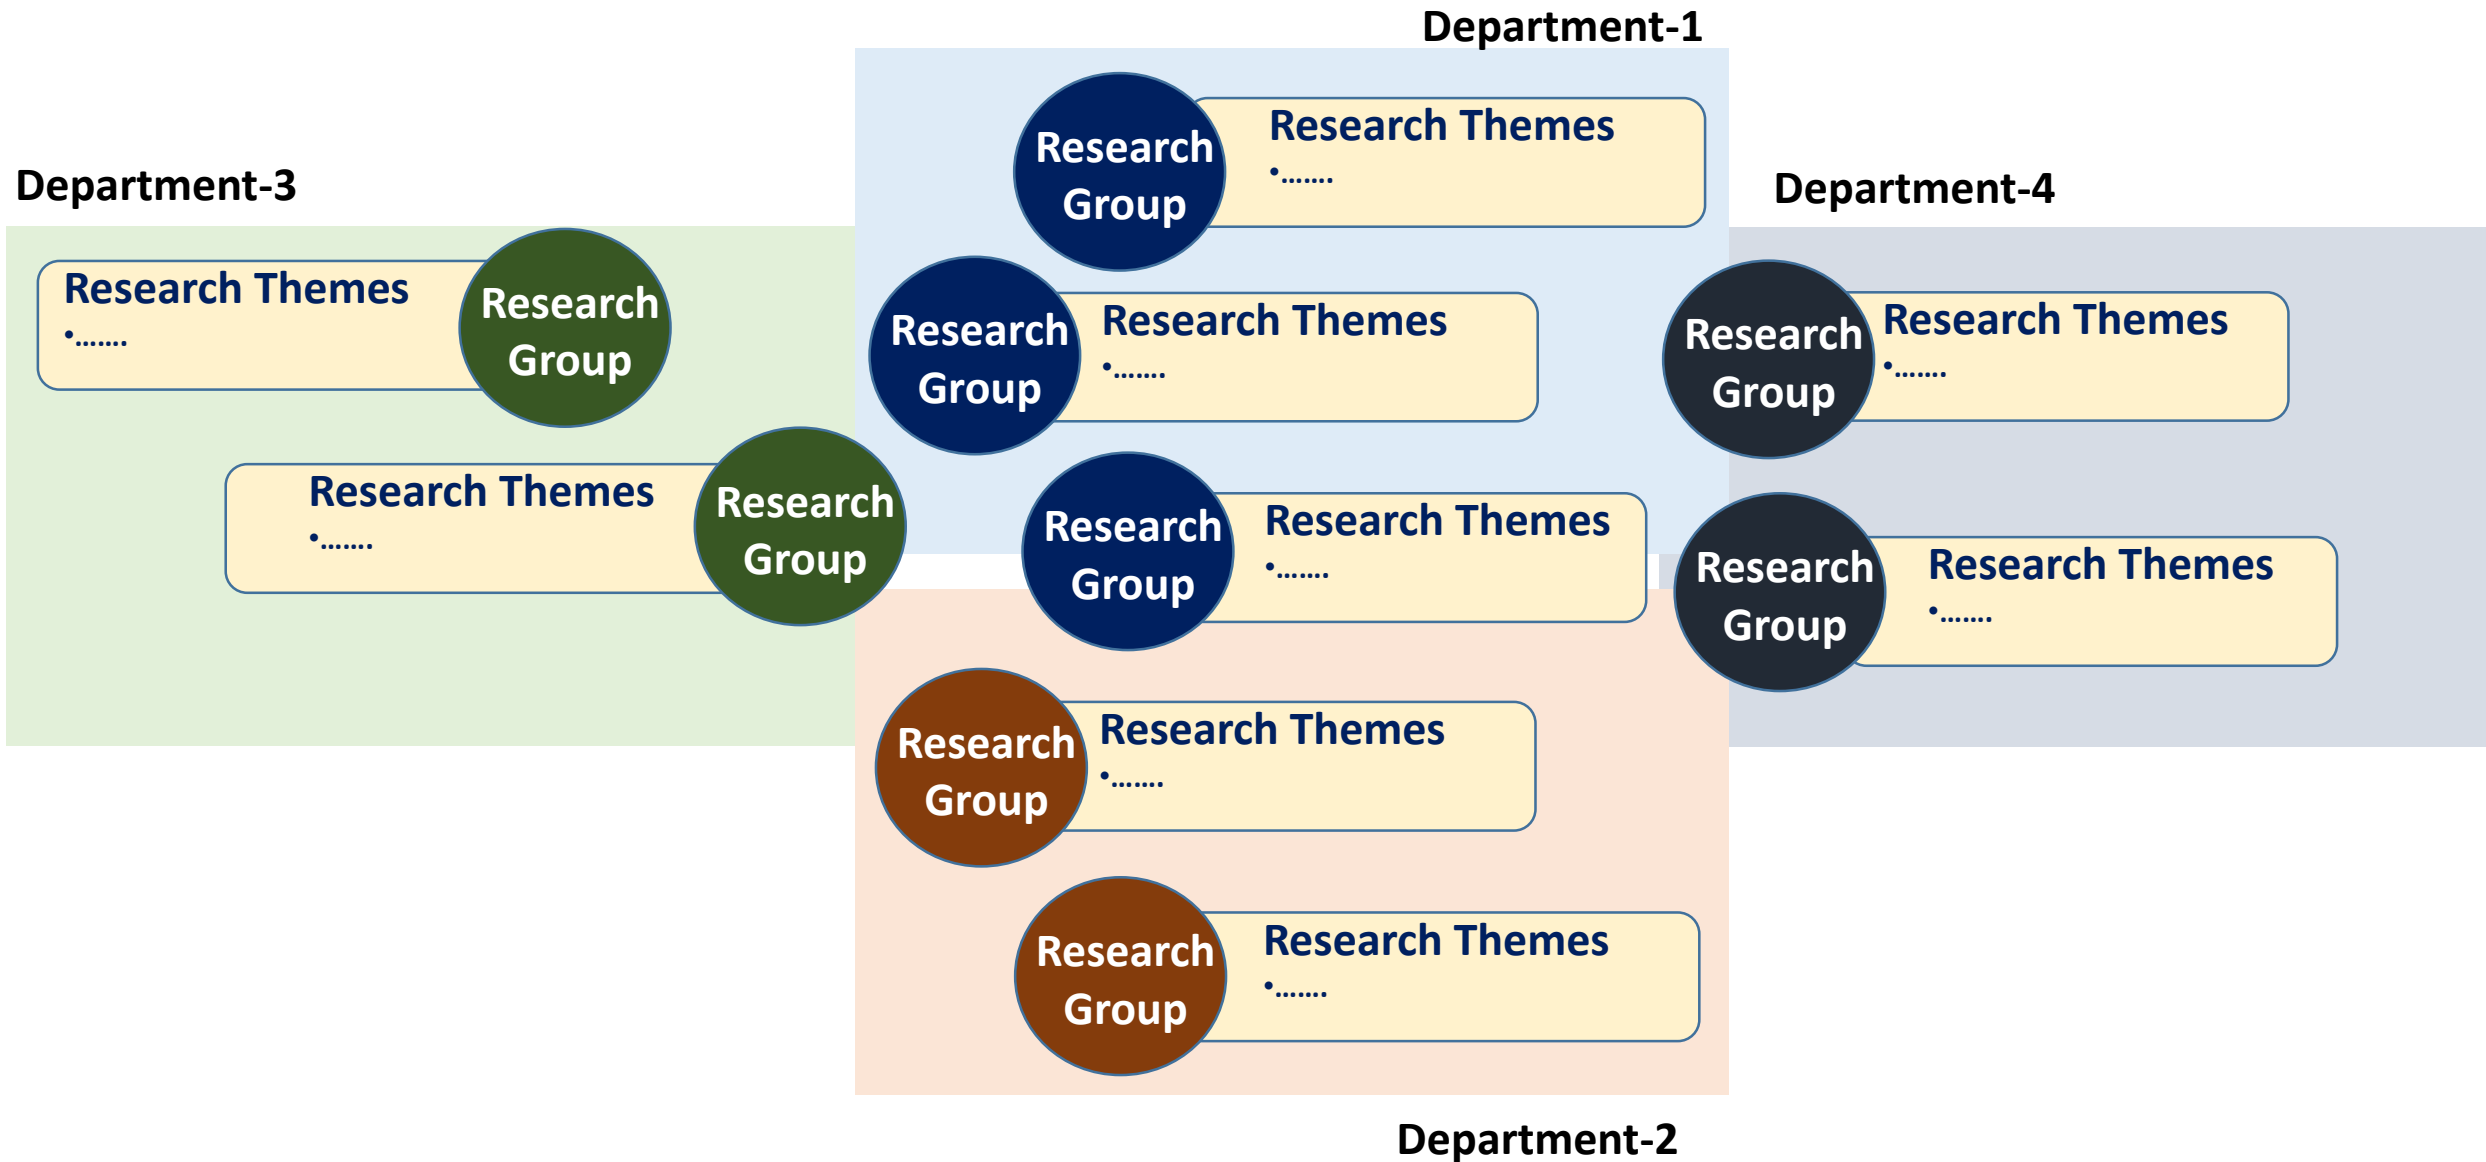 Department-1
Research Group
Research Themes
•.......
Research Group
Research Themes
•.......
Research Group
Research Themes
•.......
Department-3
Research Themes
•.......
Research Group
Research Themes
•.......
Research Group
Department-4
Research Group
Research Themes
•.......
Research Group
Research Themes
•.......
Research Group
Research Themes
•.......
Research Group
Research Themes
•.......
Department-2